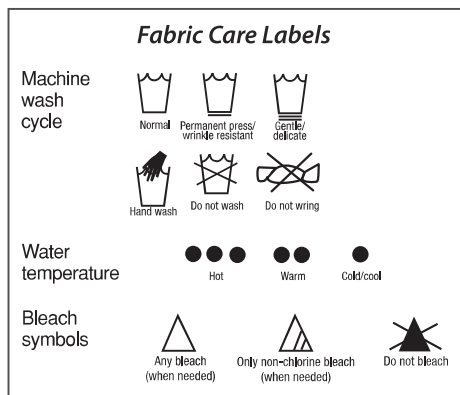 Fabric Care Labels
Machine
wash
cycle
Normal
Permanent press/
wrinkle resistant
Gentle/
delicate
Hand wash
Do not wash
Do not wring
Water
temperature
Hot
Warm
Cold/cool
Bleach
symbols
Any bleach
(when needed)
Only non-chlorine bleach
(when needed)
Do not bleach